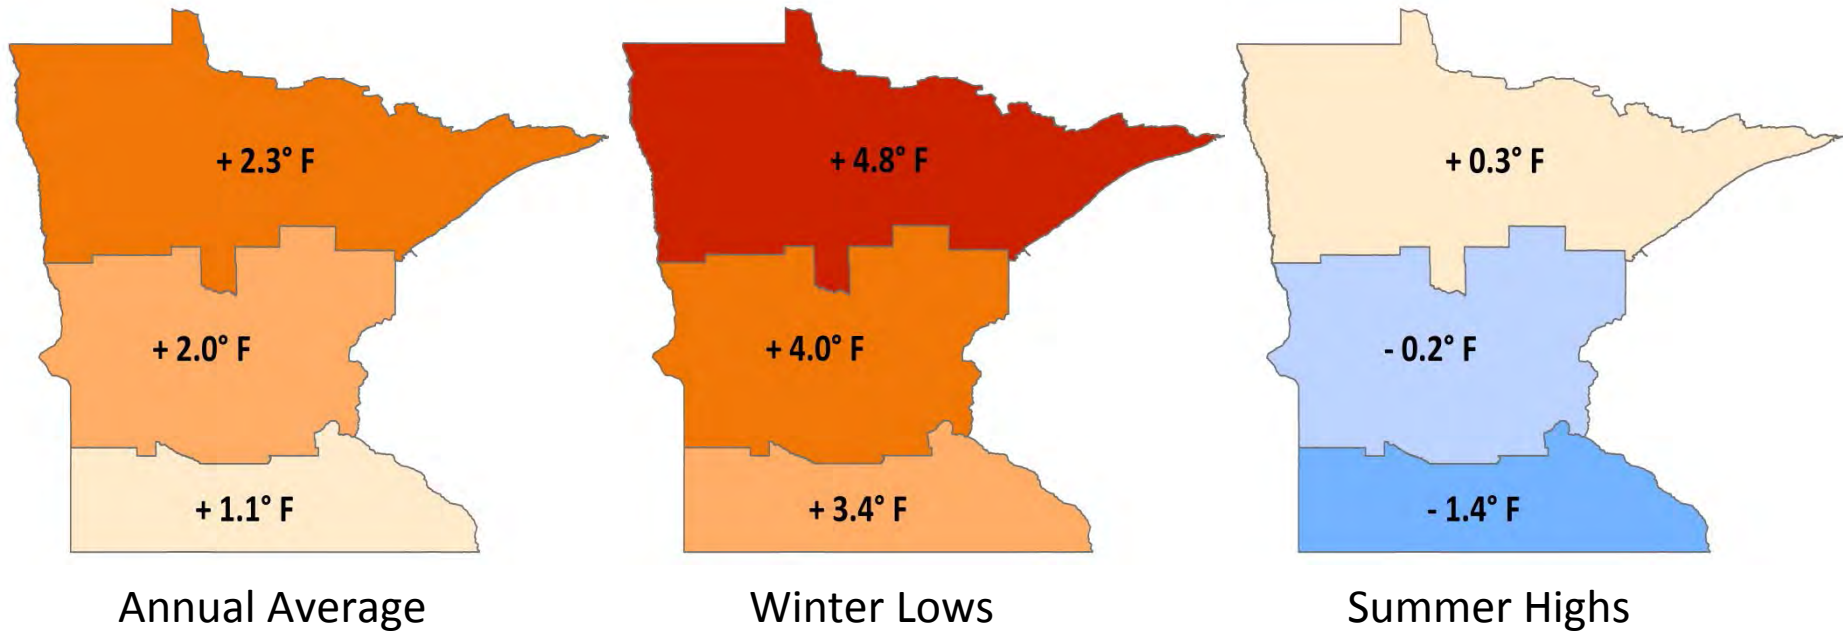 + 2.3° F
+ 2.0° F
+ 1.1° F
Annual Average
+ 4.8° F
+ 4.0° F
+ 3.4° F
Winter Lows
+ 0.3° F
- 0.2° F
- 1.4° F
Summer Highs